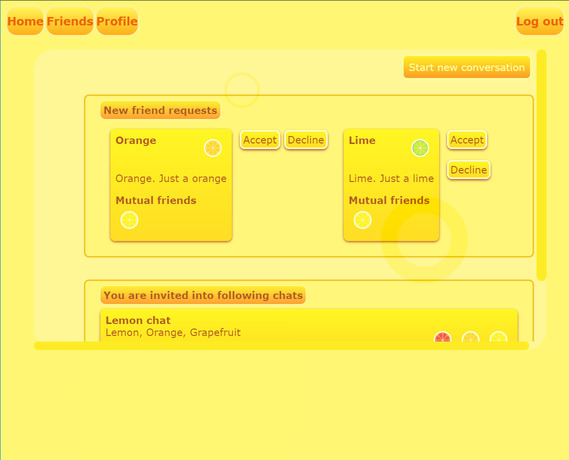 Home Friends Profile Log out
Start new conversation
New friend requests
Orange Accept Decline Lime Accept
Decline
Orange. Just a orange Lime. Just a lime
Mutual friends Mutual friends
You are invited into following chats
Lemon chat
Lemon, Orange, Grapefruit